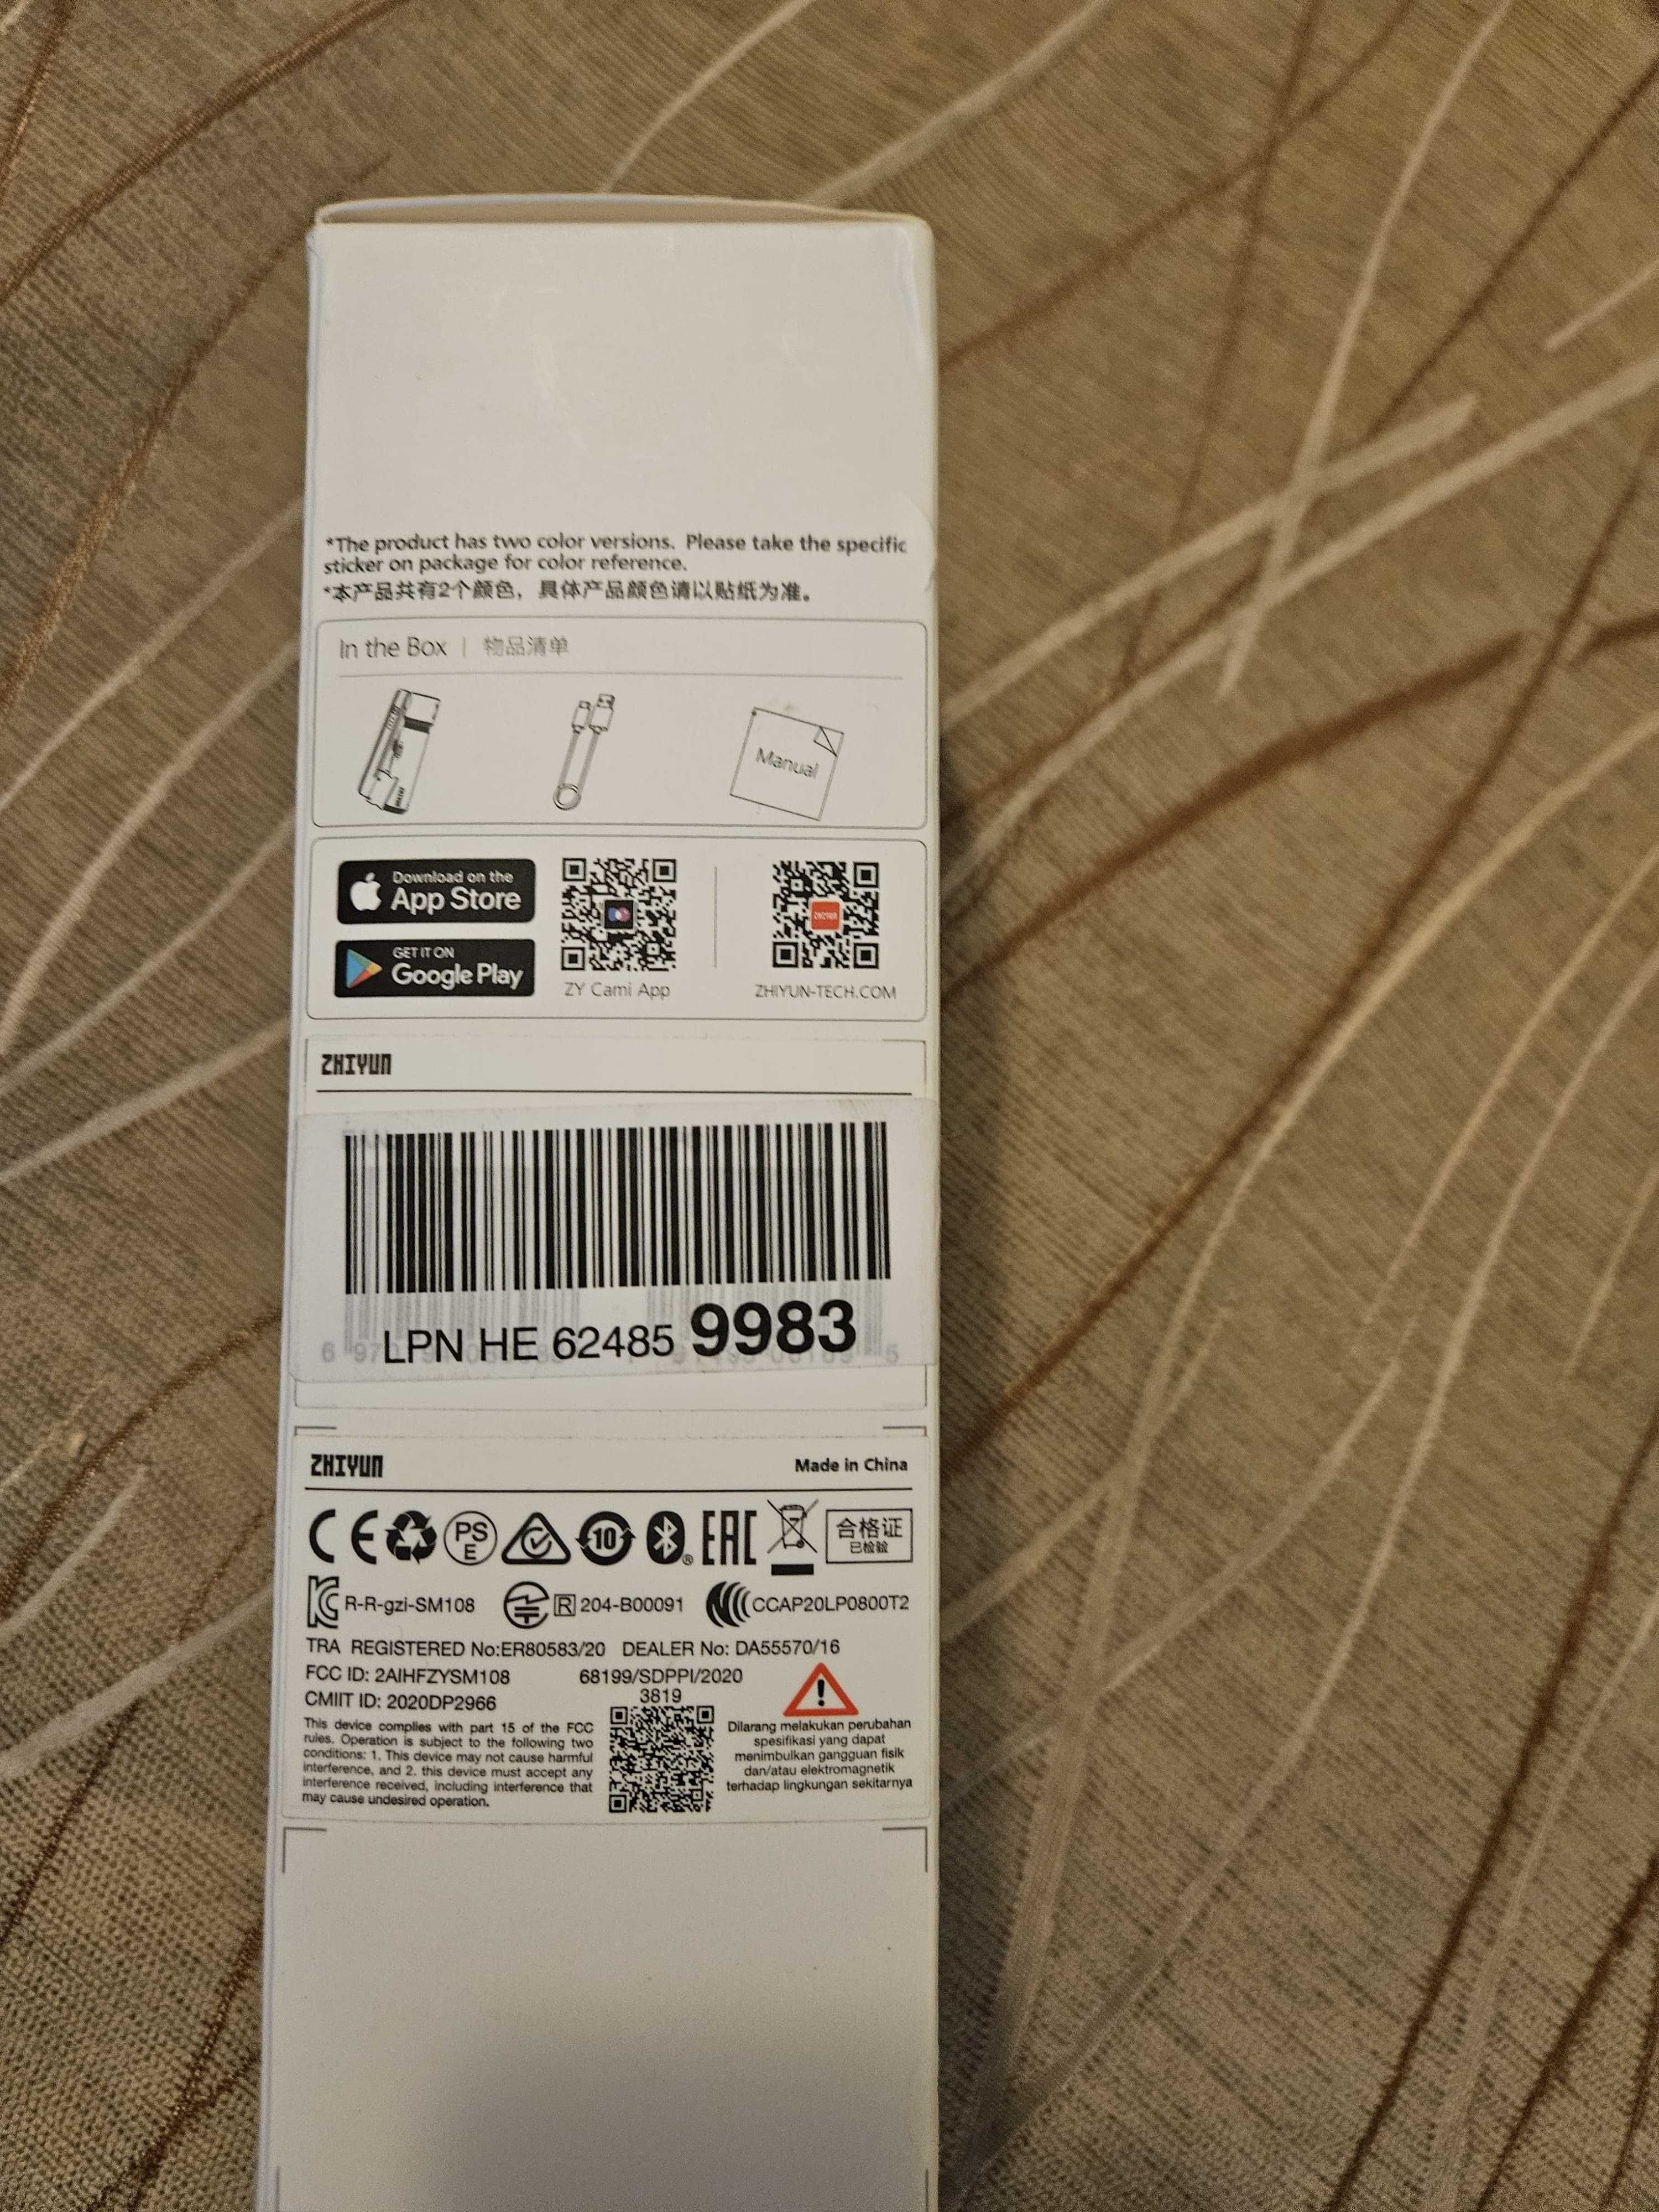 *The product has two color versions. Please take the specific
sticker on package for color reference.
*本产品共有2个颜色，具体产品颜色请以贴纸为准。
In the Box | 物品清单
Manual
Download on the
App Store
GET IT ON
Google Play
ZY Cami App
ZHIYUN
ZHIYUN-TECH.COM
ZHIYUN
LPN HE 62485 9983
ZHIYUN
Made in China
CE PS E 10 ® EAC 合格证
已检验
R-R-gzi-SM108 R 204-B00091 CCAP20LP0800T2
TRA REGISTERED No:ER80583/20 DEALER No: DA55570/16
FCC ID: 2AIHFZYSM108 68199/SDPPI/2020
CMIIT ID: 2020DP2966 3819
This device complies with part 15 of the FCC
rules. Operation is subject to the following two
conditions: 1. This device may not cause harmful
interference, and 2. this device must accept any
interference received, including interference that
may cause undesired operation.
Dilarang melakukan perubahan
spesifikasi yang dapat
menimbulkan gangguan fisik
dan/atau elektromagnetik
terhadap lingkungan sekitarnya